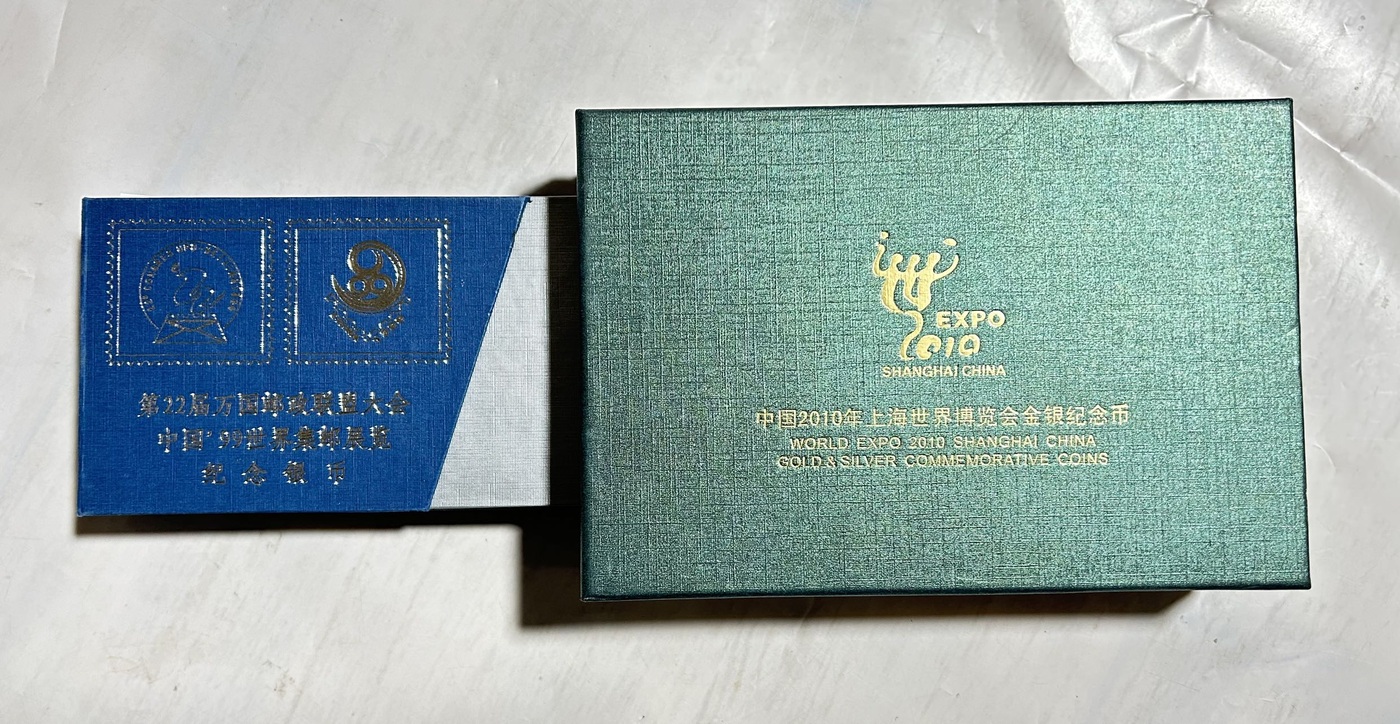 第22届万国邮政联盟大会
中国'99世界集邮展览
纪念银币
EXPO
2010
SHANGHAI CHINA
中国2010年上海世界博览会金银纪念币
WORLD EXPO 2010 SHANGHAI CHINA
GOLD & SILVER COMMEMORATIVE COINS